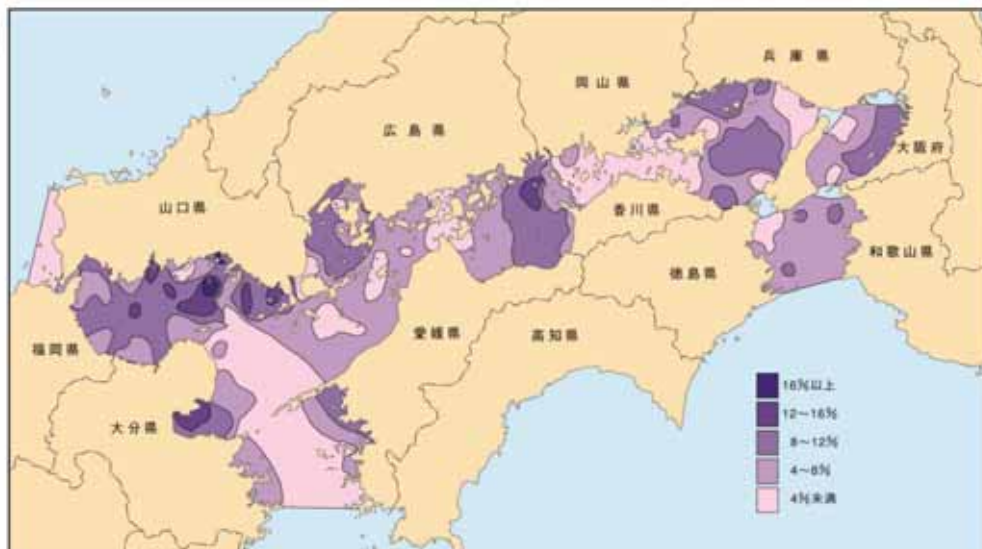 兵庫県
岡山県
広島県
大阪府
山口県
香川県
和歌山県
徳島県
愛媛県
高知県
福岡県
大分県
16%以上
12〜16%
8〜12%
4〜8%
4%未満